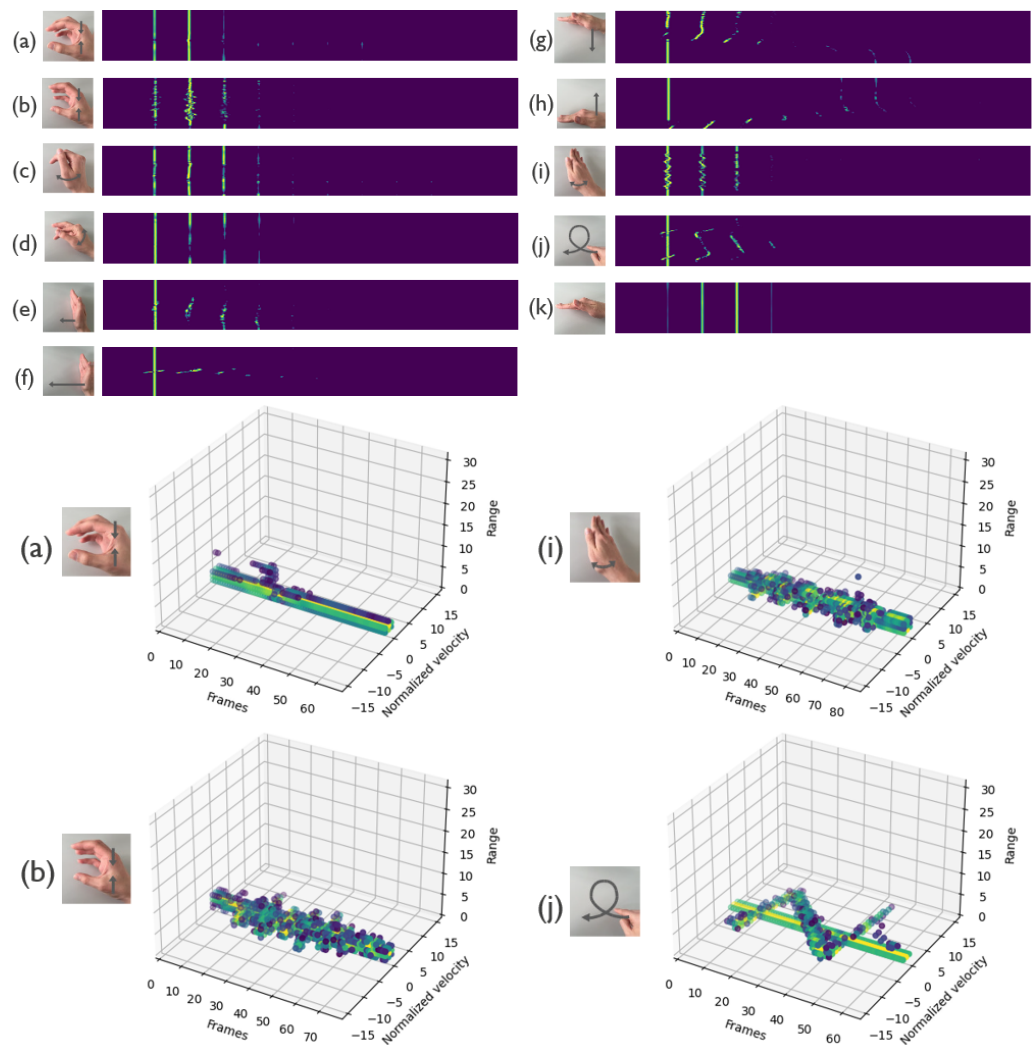 (a)
(b)
(c)
(d)
(e)
(f)
(g)
(h)
(i)
(j)
(k)
(a)
0 10 20 30 40 50 60
Frames
−15 −10 −5 0 5 10 15
Normalized velocity
0 5 10 15 20 25 30
Range
(i)
0 10 20 30 40 50 60 70 80
Frames
−15 −10 −5 0 5 10 15
Normalized velocity
0 5 10 15 20 25 30
Range
(b)
0 10 20 30 40 50 60 70
Frames
−15 −10 −5 0 5 10 15
Normalized velocity
0 5 10 15 20 25 30
Range
(j)
0 10 20 30 40 50 60
Frames
−15 −10 −5 0 5 10 15
Normalized velocity
0 5 10 15 20 25 30
Range